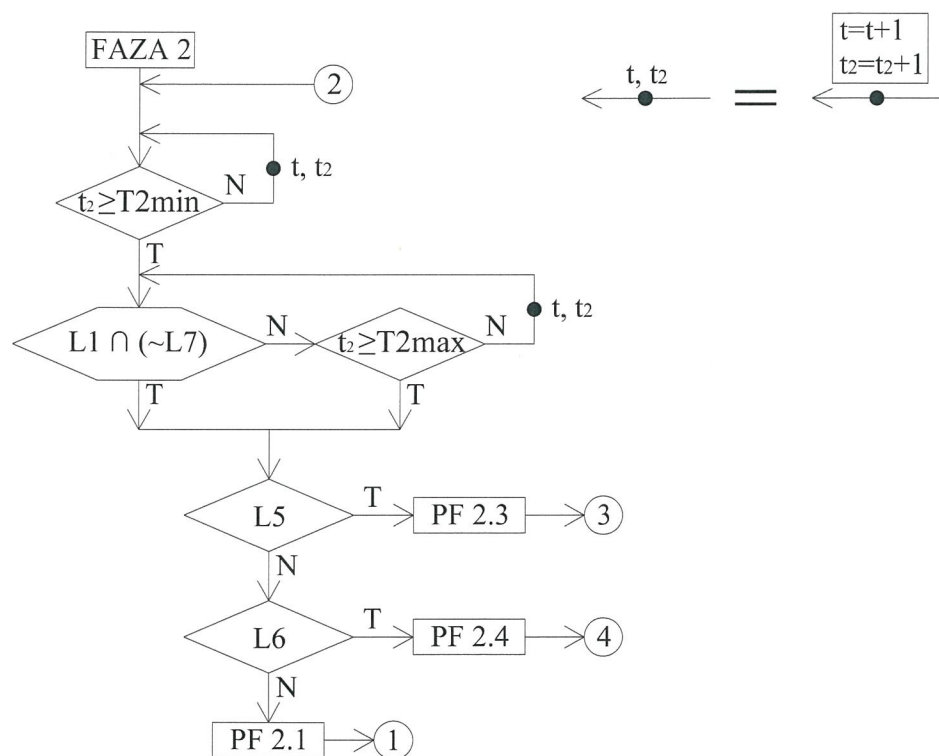 FAZA 2
2
t, t₂
t=t+1
t₂=t₂+1
t, t₂
t₂≥T2min
N
T
t, t₂
L1 ∩ (~L7)
N
t₂≥T2max
N
T
T
L5
T
PF 2.3
3
N
L6
T
PF 2.4
4
N
PF 2.1
1